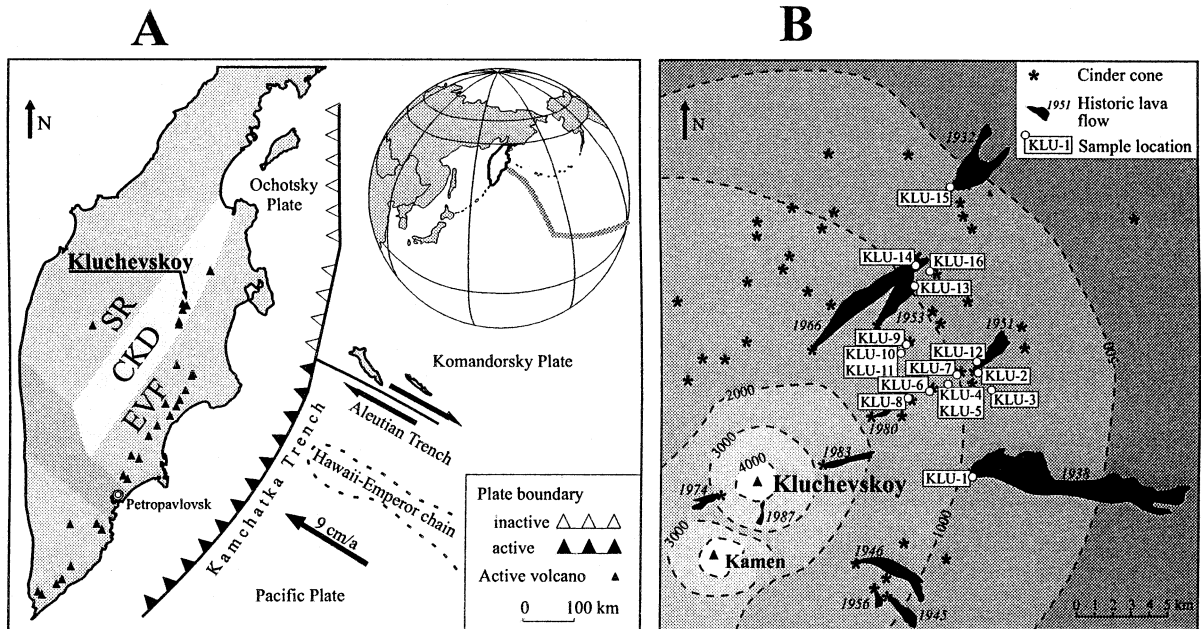 A
N
Ochotsky
Plate
Kluchevskoy
SR
CKD
EVF
Petropavlovsk
Komandorsky Plate
Aleutian Trench
Kamchatka Trench
Hawaii-Emperor chain
9 cm/a
Pacific Plate
Plate boundary
inactive
active
Active volcano
0 100 km
B
N
Cinder cone
1951 Historic lava
flow
KLU-1 Sample location
1932
KLU-15
KLU-14
KLU-16
KLU-13
1966
1953
1951
KLU-9
KLU-10
KLU-11
KLU-12
KLU-7
KLU-2
KLU-6
KLU-4
KLU-5
KLU-3
KLU-8
1980
500
2000
3000
4000
1983
Kluchevskoy
1974
1987
KLU-1
1938
3000
Kamen
1000
1946
1956
1945
0 1 2 3 4 5 km